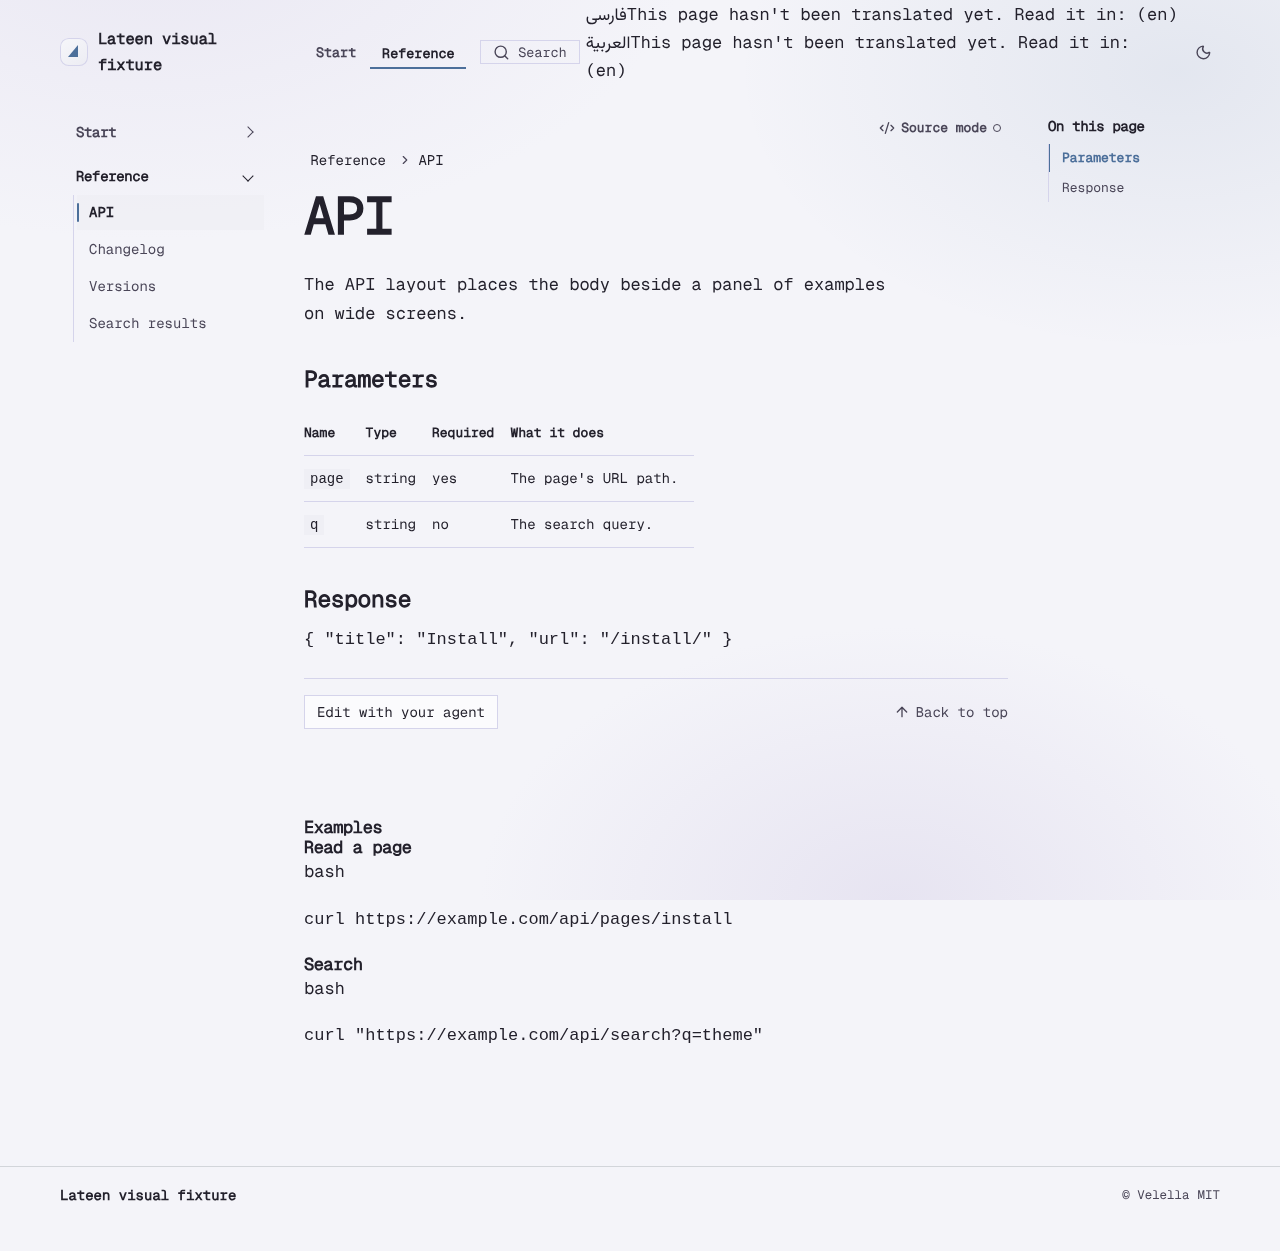 Lateen visual
fixture
Start
Reference
Search
فارسیThis page hasn't been translated yet. Read it in: (en)
العربيةThis page hasn't been translated yet. Read it in:
(en)
Start
Reference
API
Changelog
Versions
Search results
Source mode
On this page
Parameters
Response
Reference > API
API
The API layout places the body beside a panel of examples
on wide screens.
Parameters
Name Type Required What it does
page string yes The page's URL path.
q string no The search query.
Response
{ "title": "Install", "url": "/install/" }
Edit with your agent
↑ Back to top
Examples
Read a page
bash
curl https://example.com/api/pages/install
Search
bash
curl "https://example.com/api/search?q=theme"
Lateen visual fixture
© Velella MIT